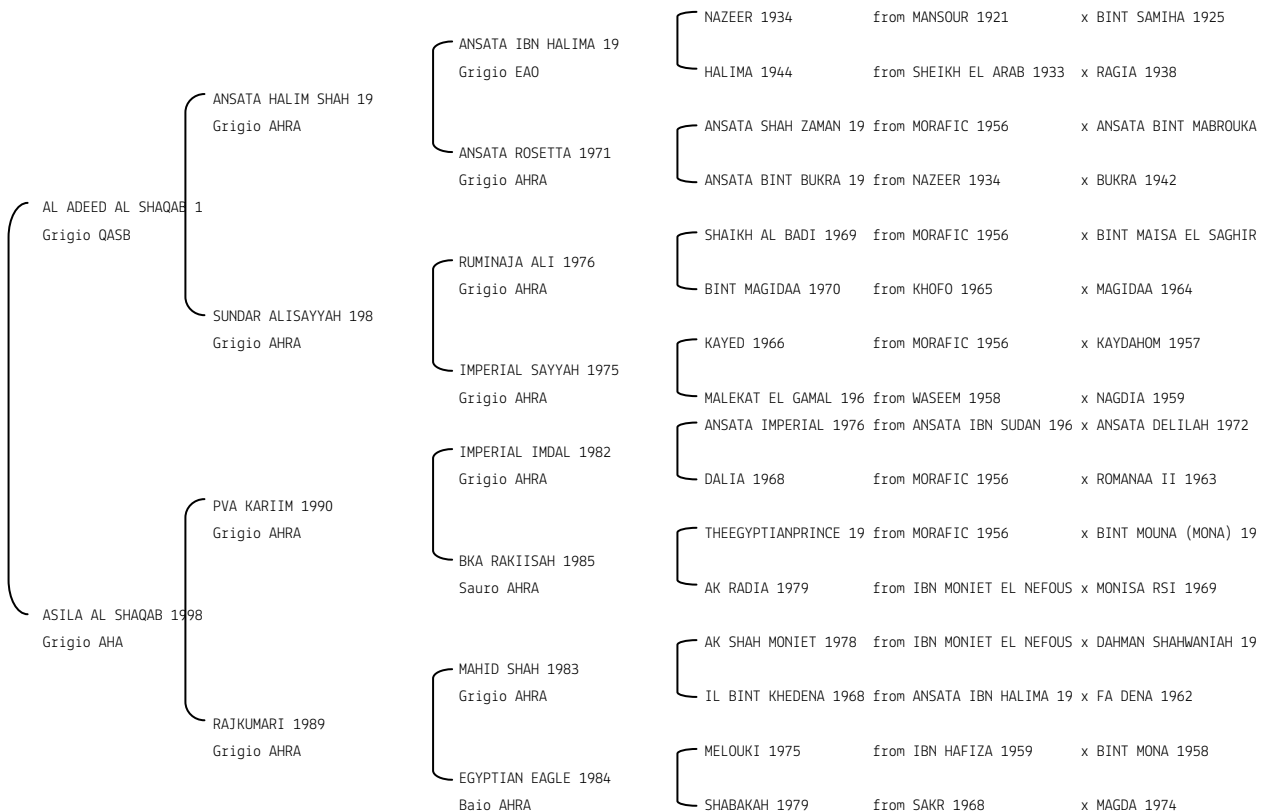 NAZEER 1934 from MANSOUR 1921 x BINT SAMIHA 1925
ANSATA IBN HALIMA 19
Grigio EAO
HALIMA 1944 from SHEIKH EL ARAB 1933 x RAGIA 1938
ANSATA HALIM SHAH 19
Grigio AHRA
ANSATA SHAH ZAMAN 19 from MORAFIC 1956 x ANSATA BINT MABROUKA
ANSATA ROSETTA 1971
Grigio AHRA
ANSATA BINT BUKRA 19 from NAZEER 1934 x BUKRA 1942
AL ADEED AL SHAQAB 1
Grigio QASB
SHAIKH AL BADI 1969 from MORAFIC 1956 x BINT MAISA EL SAGHIR
RUMINAJA ALI 1976
Grigio AHRA
BINT MAGIDAA 1970 from KHOFO 1965 x MAGIDAA 1964
SUNDAR ALISAYYAH 198
Grigio AHRA
KAYED 1966 from MORAFIC 1956 x KAYDAHOM 1957
IMPERIAL SAYYAH 1975
Grigio AHRA
MALEKAT EL GAMAL 196 from WASEEM 1958 x NAGDIA 1959
ANSATA IMPERIAL 1976 from ANSATA IBN SUDAN 196 x ANSATA DELILAH 1972
IMPERIAL IMDAL 1982
Grigio AHRA
DALIA 1968 from MORAFIC 1956 x ROMANAA II 1963
PVA KARIIM 1990
Grigio AHRA
THEEGYPTIANPRINCE 19 from MORAFIC 1956 x BINT MOUNA (MONA) 19
BKA RAKIISAH 1985
Sauro AHRA
AK RADIA 1979 from IBN MONIET EL NEFOUS x MONISA RSI 1969
ASILA AL SHAQAB 1998
Grigio AHA
AK SHAH MONIET 1978 from IBN MONIET EL NEFOUS x DAHMAN SHAHWANIAH 19
MAHID SHAH 1983
Grigio AHRA
IL BINT KHEDENA 1968 from ANSATA IBN HALIMA 19 x FA DENA 1962
RAJKUMARI 1989
Grigio AHRA
MELOUKI 1975 from IBN HAFIZA 1959 x BINT MONA 1958
EGYPTIAN EAGLE 1984
Baio AHRA
SHABAKAH 1979 from SAKR 1968 x MAGDA 1974